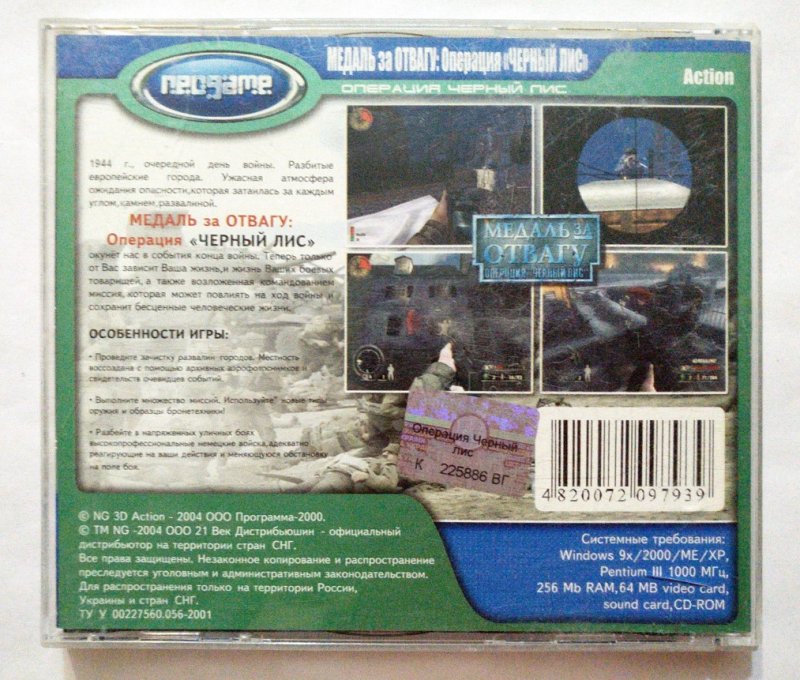 neogame
МЕДАЛЬ за ОТВАГУ: Операция «ЧЕРНЫЙ ЛИС»
ОПЕРАЦИЯ ЧЕРНЫЙ ЛИС
Action
1944 г., очередной день войны. Разбитые
европейские города. Ужасная атмосфера
ожидания опасности,которая затаилась за каждым
углом,камнем,развалиной.
МЕДАЛЬ за ОТВАГУ:
Операция «ЧЕРНЫЙ ЛИС»
окунет нас в события конца войны. Теперь только
от Вас зависит Ваша жизнь,и жизнь Ваших боевых
товарищей, а также возложенная командованием
миссия, которая может повлиять на ход войны и
сохранит бесценные человеческие жизни.
МЕДАЛЬ ЗА
ОТВАГУ
ОПЕРАЦИЯ ЧЕРНЫЙ ЛИС
ОСОБЕННОСТИ ИГРЫ:
• Проведите зачистку развалин городов. Местность
воссоздана с помощью архивных аэрофотоснимков и
свидетельств очевидцев событий.
• Выполните множество миссий. Используйте новые типы
оружия и образцы бронетехники!
• Разбейте в напряженных уличных боях
высокопрофессиональные немецкие войска,адекватно
реагирующие на ваши действия и меняющуюся обстановку
на поле боя.
Операция Черный
лис
К 225886 ВГ
4 820072 097939
© NG 3D Action - 2004 ООО Программа-2000.
© TM NG -2004 ООО 21 Век Дистрибьюшин - официальный
дистрибьютор на территории стран СНГ.
Все права защищены. Незаконное копирование и распространение
преследуется уголовным и административным законодательством.
Для распространения только на территории России,
Украины и стран СНГ.
ТУ У 00227560.056-2001
Системные требования:
Windows 9x/2000/ME/XP,
Pentium III 1000 МГц,
256 Mb RAM,64 MB video card,
sound card,CD-ROM